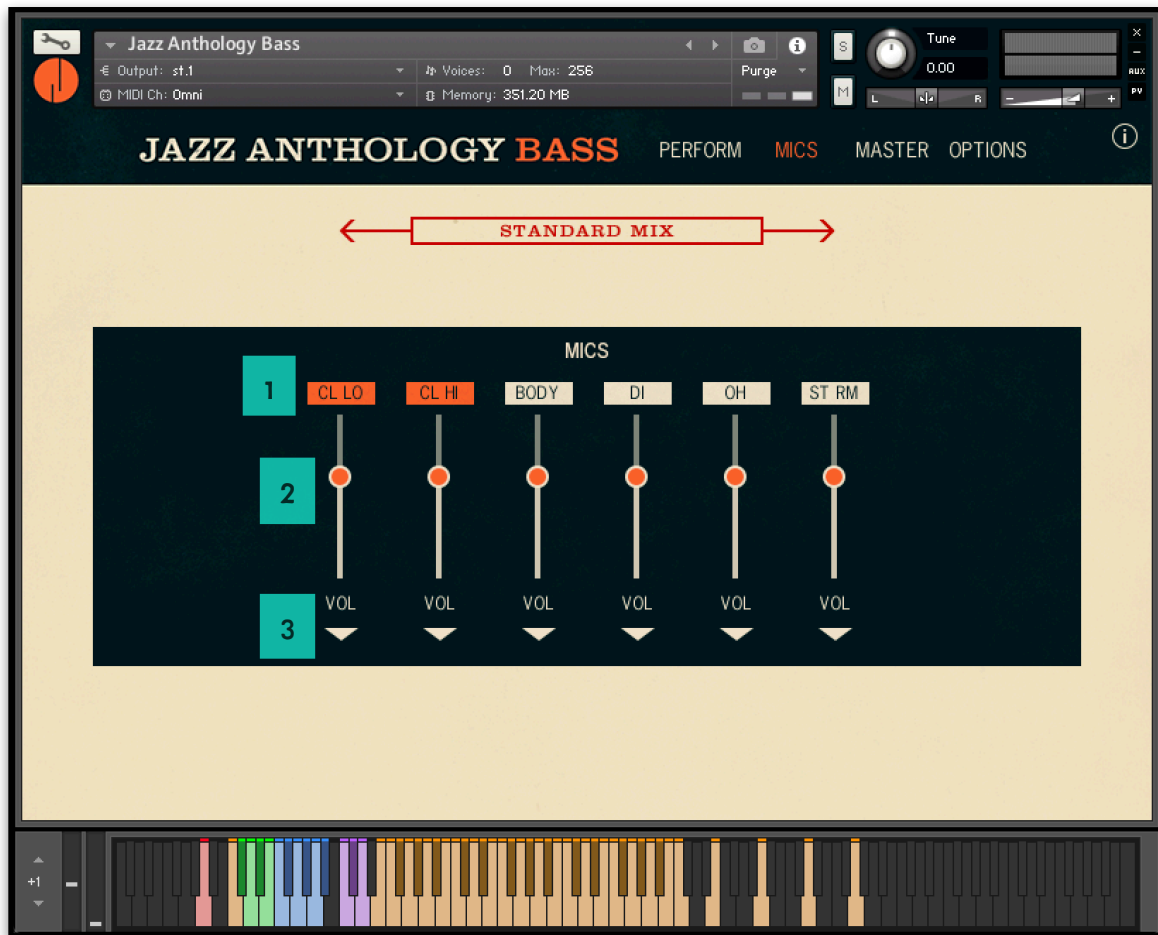 Jazz Anthology Bass
Output: st.1
Voices: 0 Max: 256
Purge
MIDI Ch: Omni
Memory: 351.20 MB
S
M
Tune
0.00
L R
- +
×
-
AUX
PV
i
JAZZ ANTHOLOGY BASS
PERFORM MICS MASTER OPTIONS
i
STANDARD MIX
MICS
1
CL LO CL HI BODY DI OH ST RM
2
VOL VOL VOL VOL VOL VOL
3
+1